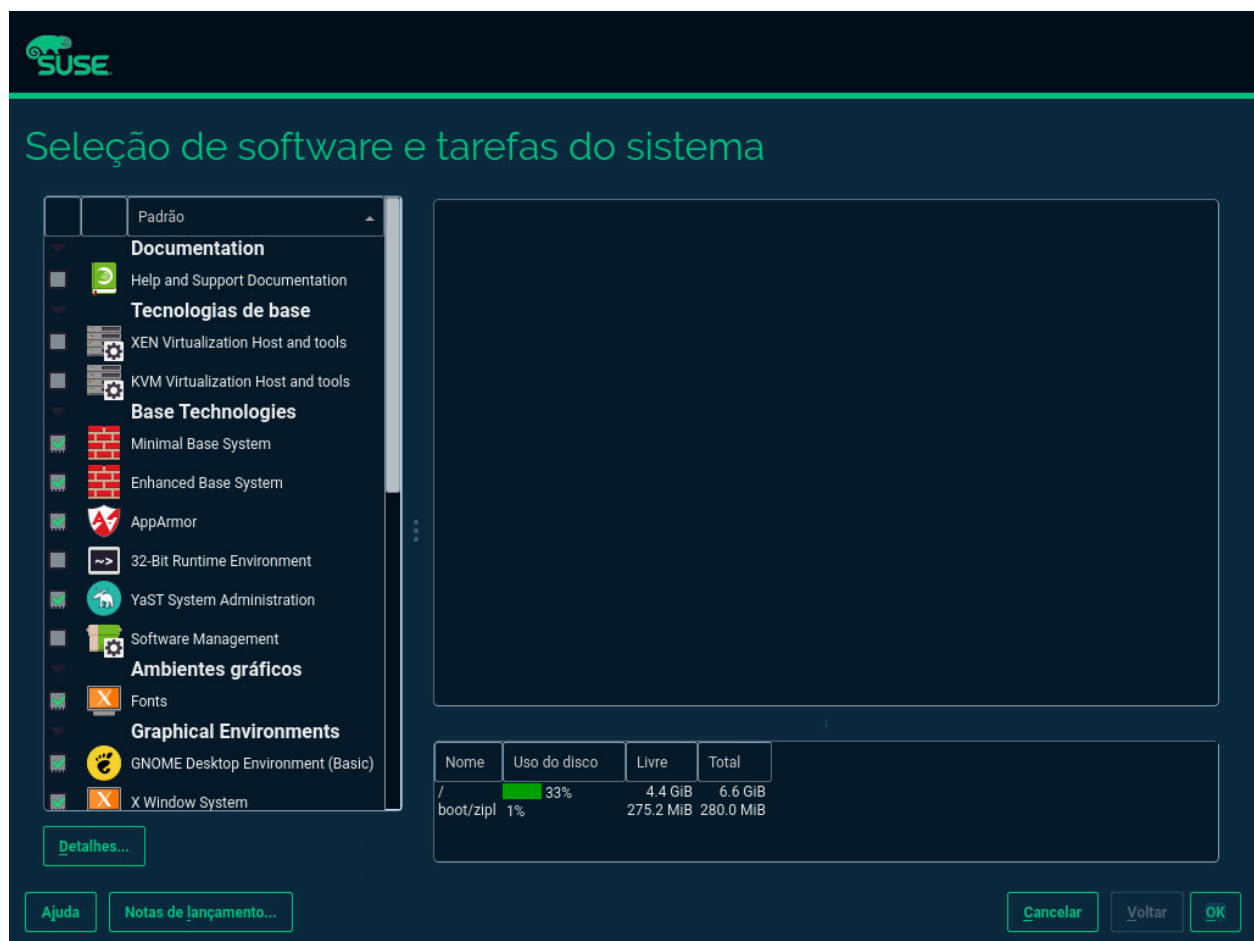 SUSE
Seleção de software e tarefas do sistema
Padrão
Documentation
Help and Support Documentation
Tecnologias de base
XEN Virtualization Host and tools
KVM Virtualization Host and tools
Base Technologies
Minimal Base System
Enhanced Base System
AppArmor
32-Bit Runtime Environment
YaST System Administration
Software Management
Ambientes gráficos
Fonts
Graphical Environments
GNOME Desktop Environment (Basic)
X Window System
Detalhes...
Nome Uso do disco Livre Total
/ 33% 4.4 GiB 6.6 GiB
boot/zipl 1% 275.2 MiB 280.0 MiB
Ajuda Notas de lançamento... Cancelar Voltar OK